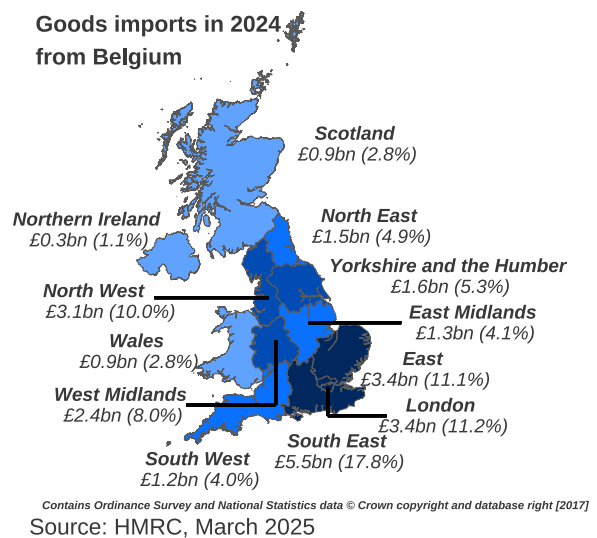 Goods imports in 2024
from Belgium
Scotland
£0.9bn (2.8%)
Northern Ireland
£0.3bn (1.1%)
North East
£1.5bn (4.9%)
Yorkshire and the Humber
£1.6bn (5.3%)
North West
£3.1bn (10.0%)
East Midlands
£1.3bn (4.1%)
Wales
£0.9bn (2.8%)
East
£3.4bn (11.1%)
West Midlands
£2.4bn (8.0%)
London
£3.4bn (11.2%)
South East
£5.5bn (17.8%)
South West
£1.2bn (4.0%)
Contains Ordinance Survey and National Statistics data © Crown copyright and database right [2017]
Source: HMRC, March 2025